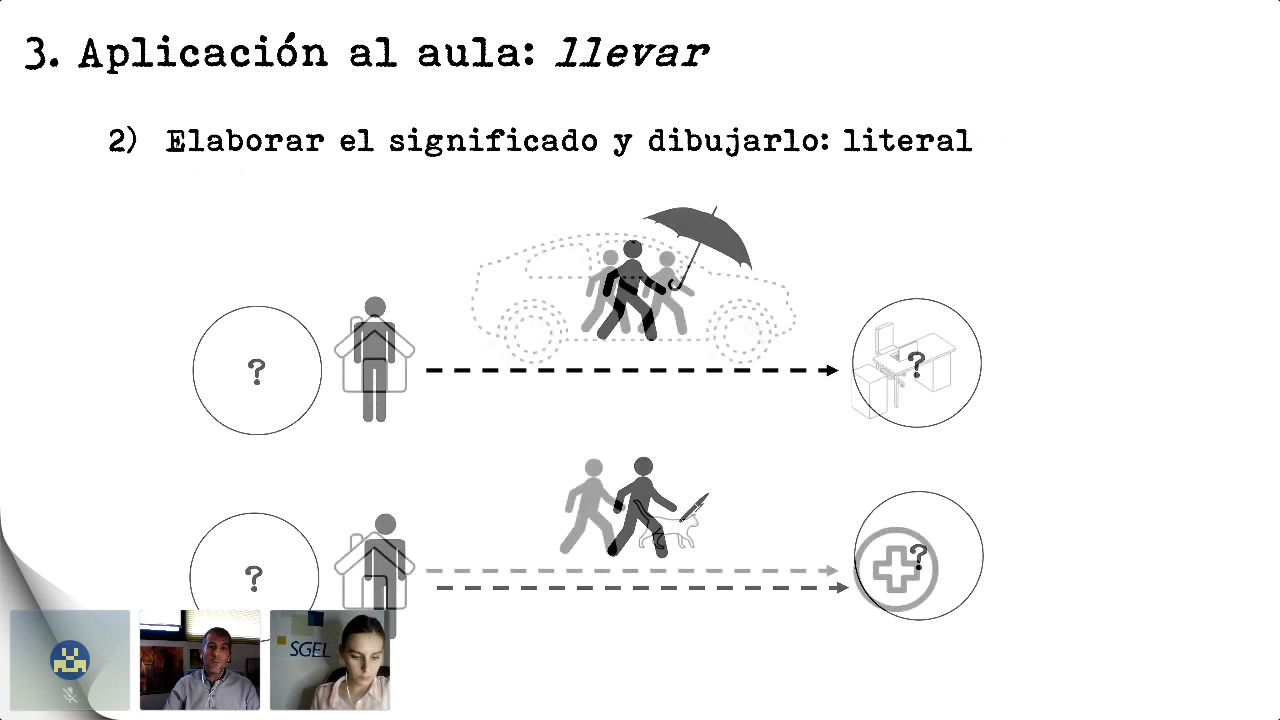 3. Aplicación al aula: llevar
2) Elaborar el significado y dibujarlo: literal
?
?
?
?
SGEL